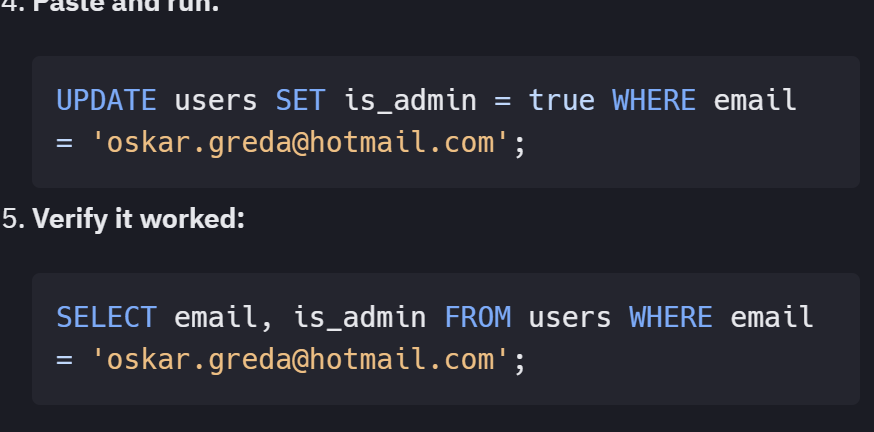 4. Paste and run:
UPDATE users SET is_admin = true WHERE email
= 'oskar.greda@hotmail.com';
5. Verify it worked:
SELECT email, is_admin FROM users WHERE email
= 'oskar.greda@hotmail.com';